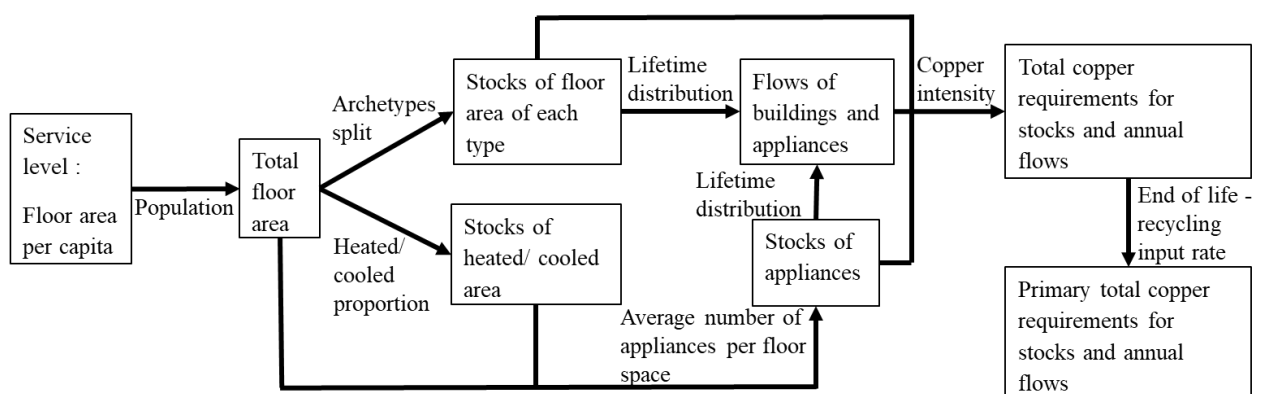 Service
level :
Floor area
per capita
Population
Total
floor
area
Archetypes
split
Heated/
cooled
proportion
Stocks of floor
area of each
type
Stocks of
heated/ cooled
area
Lifetime
distribution
Flows of
buildings and
appliances
Lifetime
distribution
Stocks of
appliances
Average number of
appliances per floor
space
Copper
intensity
Total copper
requirements for
stocks and annual
flows
End of life -
recycling
input rate
Primary total copper
requirements for
stocks and annual
flows